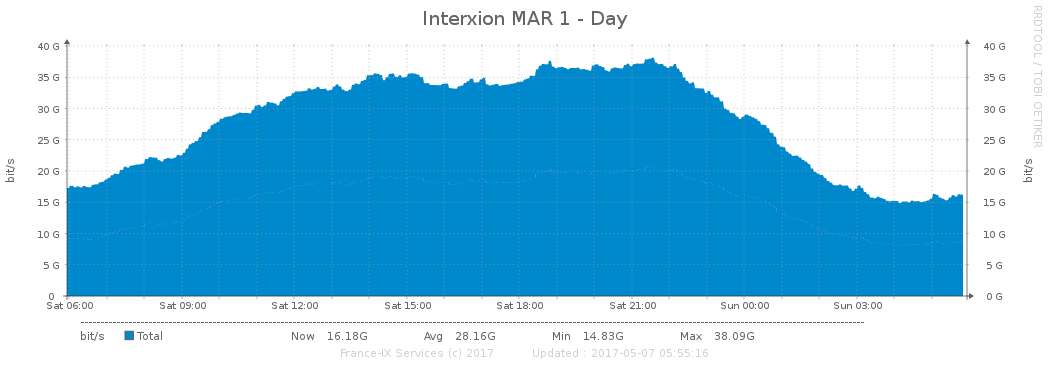 Interxion MAR 1 - Day
RRDTOOL / TOBI OETIKER
40 G 40 G
35 G 35 G
30 G 30 G
25 G 25 G
20 G 20 G
15 G 15 G
10 G 10 G
5 G 5 G
0 0 G
bit/s bit/s
Sat 06:00 Sat 09:00 Sat 12:00 Sat 15:00 Sat 18:00 Sat 21:00 Sun 00:00 Sun 03:00
bit/s Total Now 16.18G Avg 28.16G Min 14.83G Max 38.09G
France-IX Services (c) 2017 Updated : 2017-05-07 05:55:16